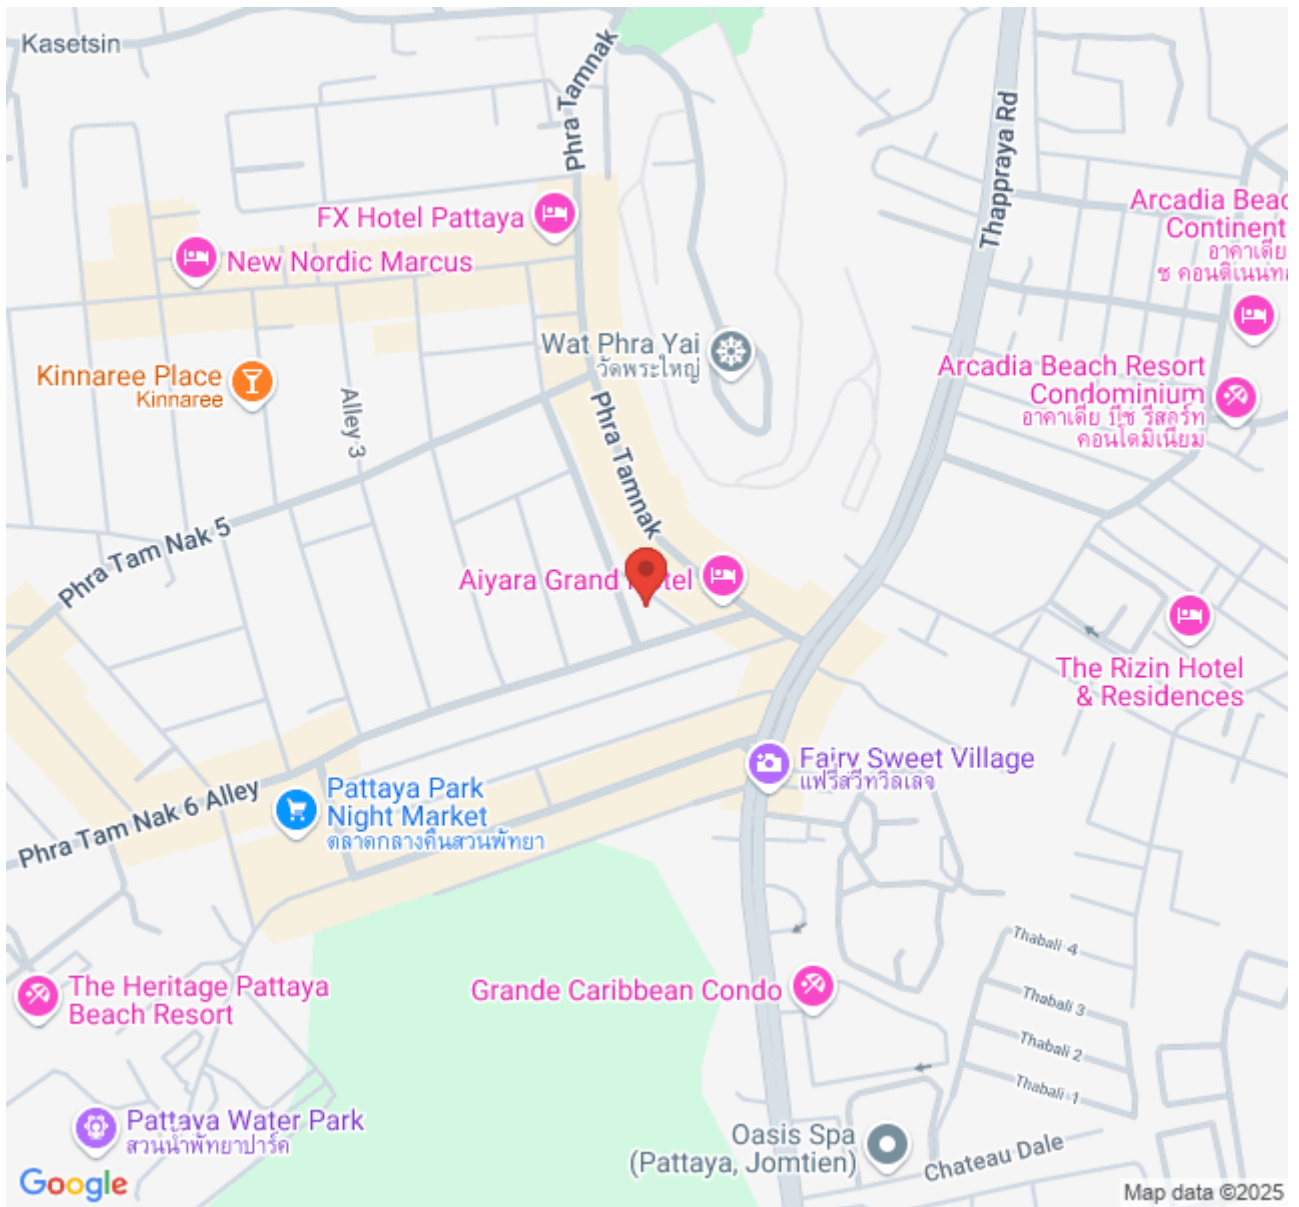 Kasetsin
Phra Tamnak
Thappraya Rd
FX Hotel Pattaya
New Nordic Marcus
Arcadia Beac
Continent
อาคาเดีย
ช คอนติเนนทอ
Wat Phra Yai
วัดพระใหญ่
Kinnaree Place
Kinnaree
Alley 3
Arcadia Beach Resort
Condominium
อาคาเดีย บีช รีสอร์ท
คอนโดมิเนียม
Phra Tamnak
Phra Tam Nak 5
Aiyara Grand Hotel
The Rizin Hotel
& Residences
Fairy Sweet Village
แฟรี่สวีทวิลเลจ
Pattaya Park
Night Market
ตลาดกลางคืนสวนพัทยา
Phra Tam Nak 6 Alley
Thabali 4
The Heritage Pattaya
Beach Resort
Grande Caribbean Condo
Thabali 3
Thabali 2
Thabali 1
Pattaya Water Park
สวนน้ำพัทยาปาร์ค
Oasis Spa
(Pattaya, Jomtien)
Chateau Dale
Google
Map data ©2025